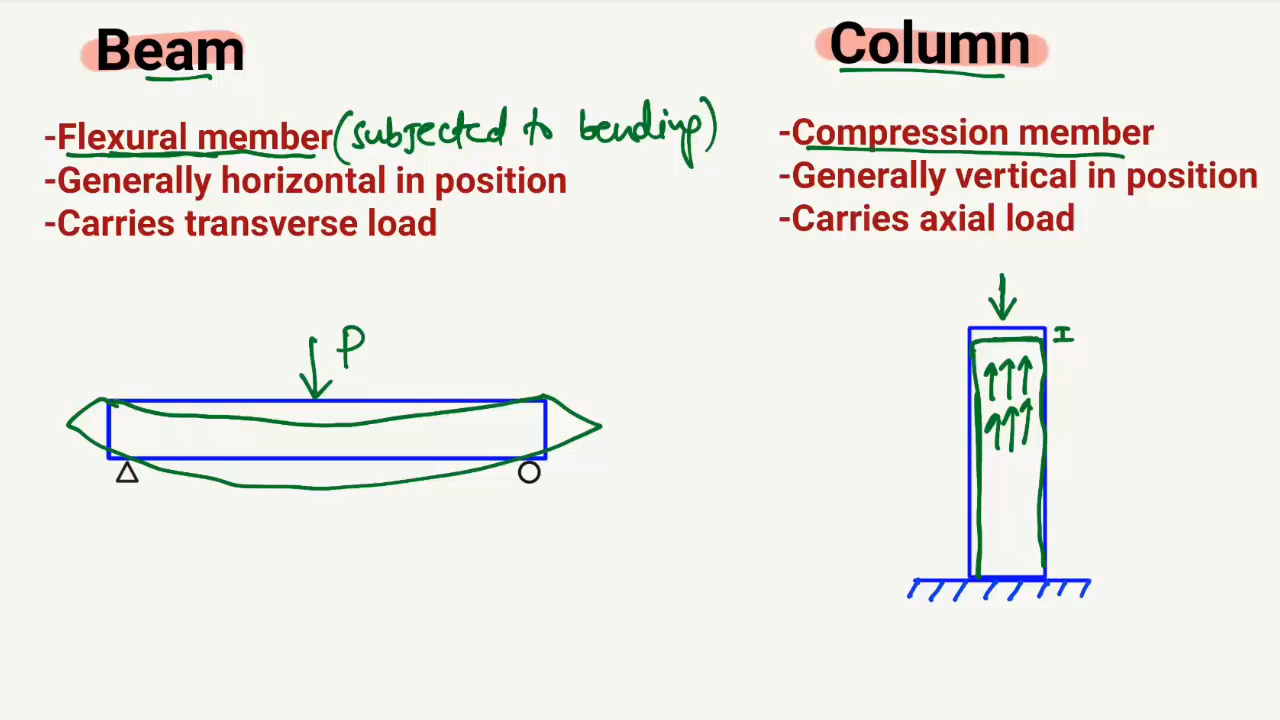 Beam
-Flexural member (subjected to bending)
-Generally horizontal in position
-Carries transverse load
P
Column
-Compression member
-Generally vertical in position
-Carries axial load